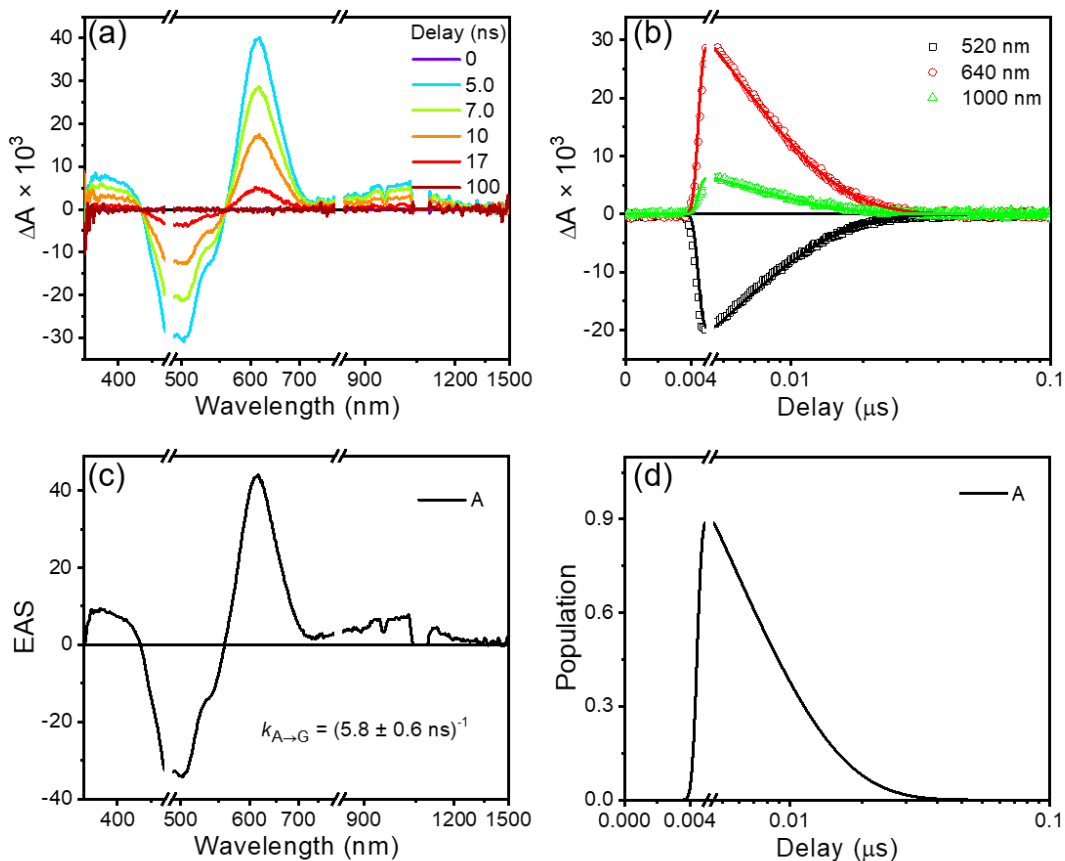 (a)
Delay (ns)
0
5.0
7.0
10
17
100
40
30
20
10
0
-10
-20
-30
ΔA × 10³
400
500
600
700
900
1200
1500
Wavelength (nm)
(b)
520 nm
640 nm
1000 nm
30
20
10
0
-10
-20
ΔA × 10³
0
0.004
0.01
0.1
Delay (μs)
(c)
A
40
20
0
-20
-40
EAS
k A→G = (5.8 ± 0.6 ns)⁻¹
400
500
600
700
900
1200
1500
Wavelength (nm)
(d)
A
0.9
0.6
0.3
0.0
Population
0.000
0.004
0.01
0.1
Delay (μs)